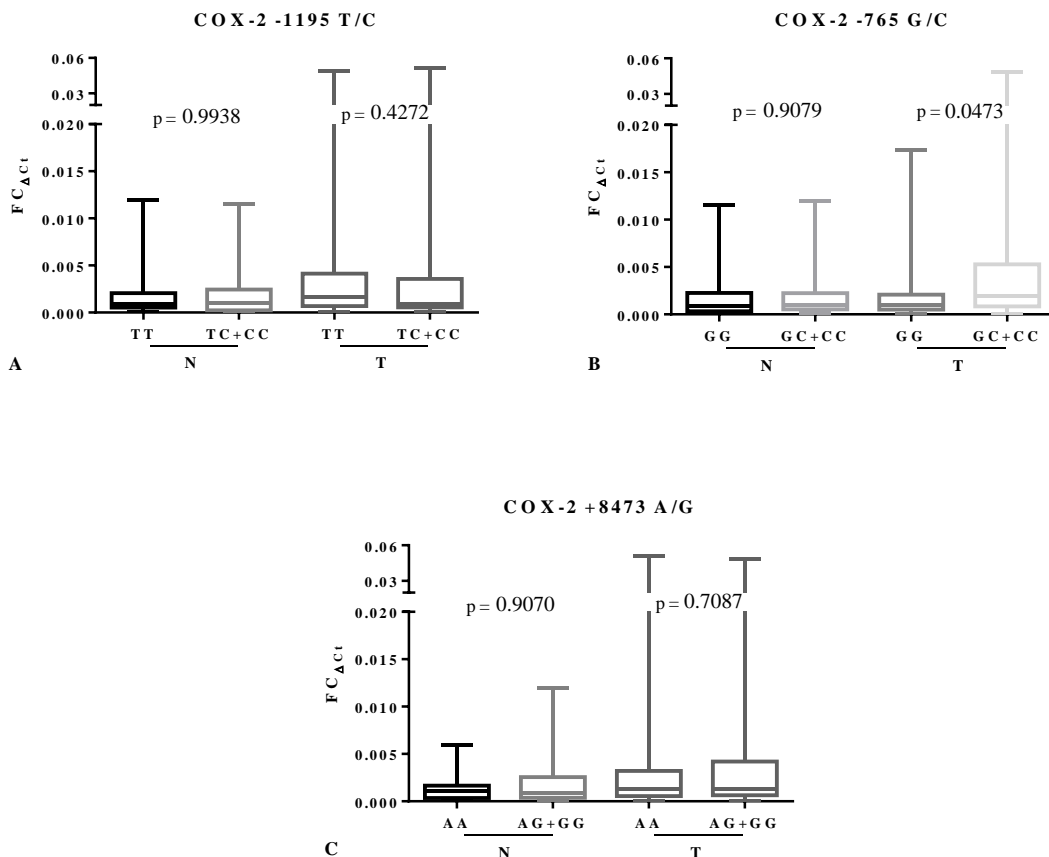 COX-2 -1195 T/C
0.06
0.03
0.020
0.015
0.010
0.005
0.000
FC ΔCt
p = 0.9938
p = 0.4272
TT
TC+CC
TT
TC+CC
N
T
A
COX-2 -765 G/C
0.06
0.03
0.020
0.015
0.010
0.005
0.000
FC ΔCt
p = 0.9079
p = 0.0473
GG
GC+CC
GG
GC+CC
N
T
B
COX-2 +8473 A/G
0.06
0.03
0.020
0.015
0.010
0.005
0.000
FC ΔCt
p = 0.9070
p = 0.7087
AA
AG+GG
AA
AG+GG
N
T
C